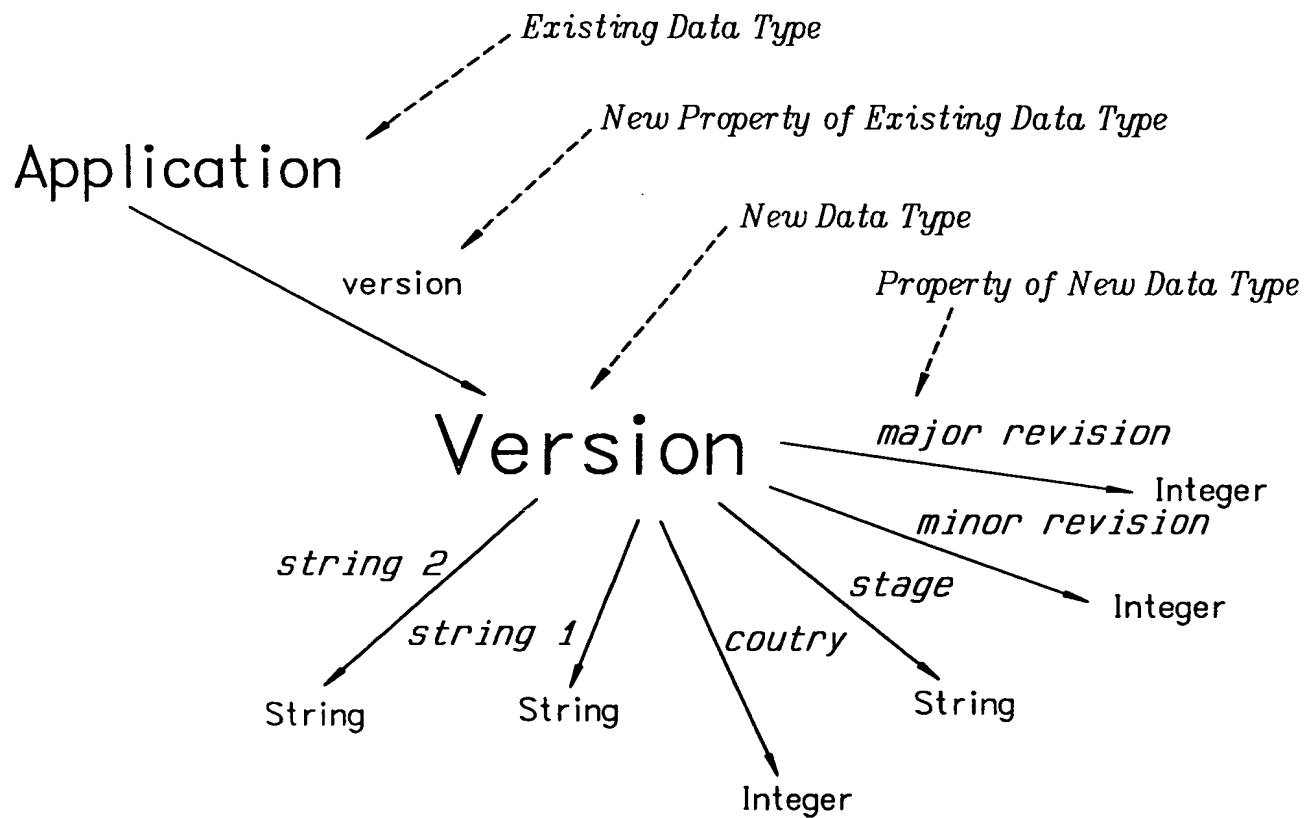 Existing Data Type
New Property of Existing Data Type
Application
New Data Type
version
Property of New Data Type
Version
major revision
Integer
minor revision
string 2
stage
Integer
string 1
coutry
String
String
String
Integer